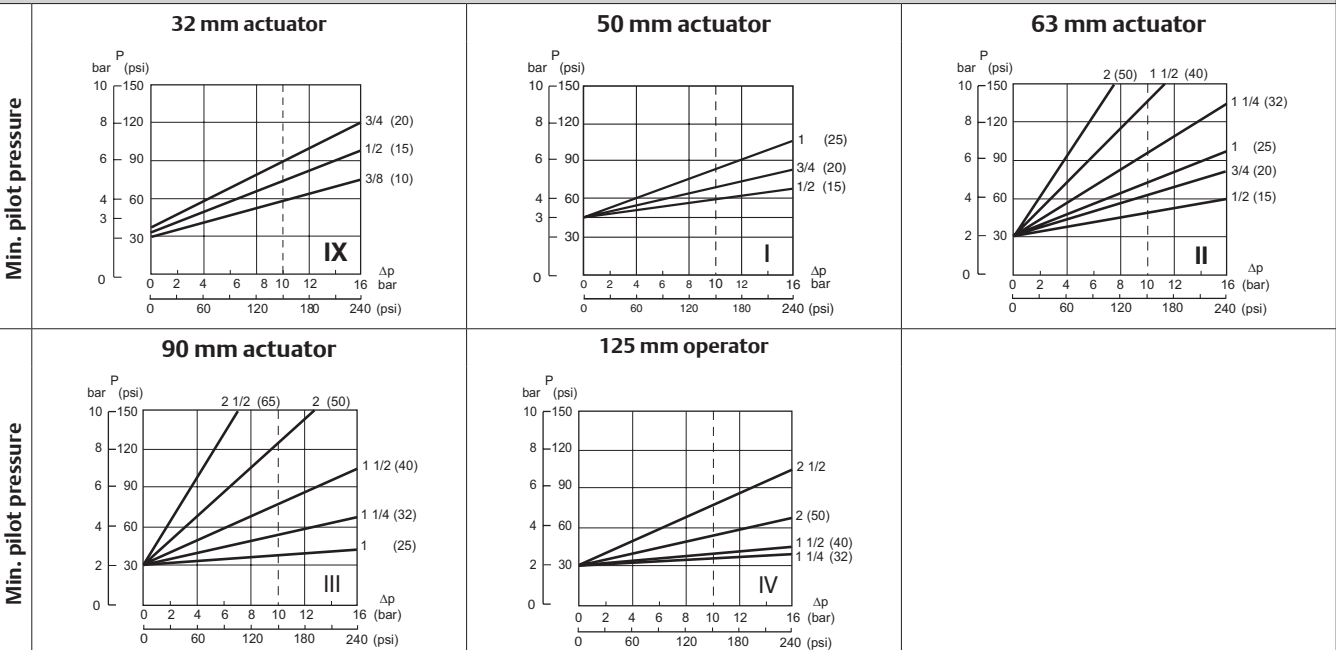 32 mm actuator
50 mm actuator
63 mm actuator
Min. pilot pressure
P
bar (psi)
10 150
8 120
6 90
4 60
3
30
0
3/4 (20)
1/2 (15)
3/8 (10)
IX
0 2 4 6 8 10 12 16
Δp
bar
0 60 120 180 240 (psi)
P
bar (psi)
10 150
8 120
6 90
4 60
3
30
0
1 (25)
3/4 (20)
1/2 (15)
I
0 2 4 6 8 10 12 16
Δp
bar
0 60 120 180 240 (psi)
P
bar (psi)
10 150
8 120
6 90
4 60
2 30
0
2 (50) 1 1/2 (40)
1 1/4 (32)
1 (25)
3/4 (20)
1/2 (15)
II
0 2 4 6 8 10 12 16
Δp
(bar)
0 60 120 180 240 (psi)
90 mm actuator
125 mm operator
Min. pilot pressure
P
bar (psi)
10 150
8 120
6 90
4 60
2 30
0
2 1/2 (65) 2 (50)
1 1/2 (40)
1 1/4 (32)
1 (25)
III
0 2 4 6 8 10 12 16
Δp
(bar)
0 60 120 180 240 (psi)
P
bar (psi)
10 150
8 120
6 90
4 60
2 30
0
2 1/2
2 (50)
1 1/2 (40)
1 1/4 (32)
IV
0 2 4 6 8 10 12 16
Δp
(bar)
0 60 120 180 240 (psi)